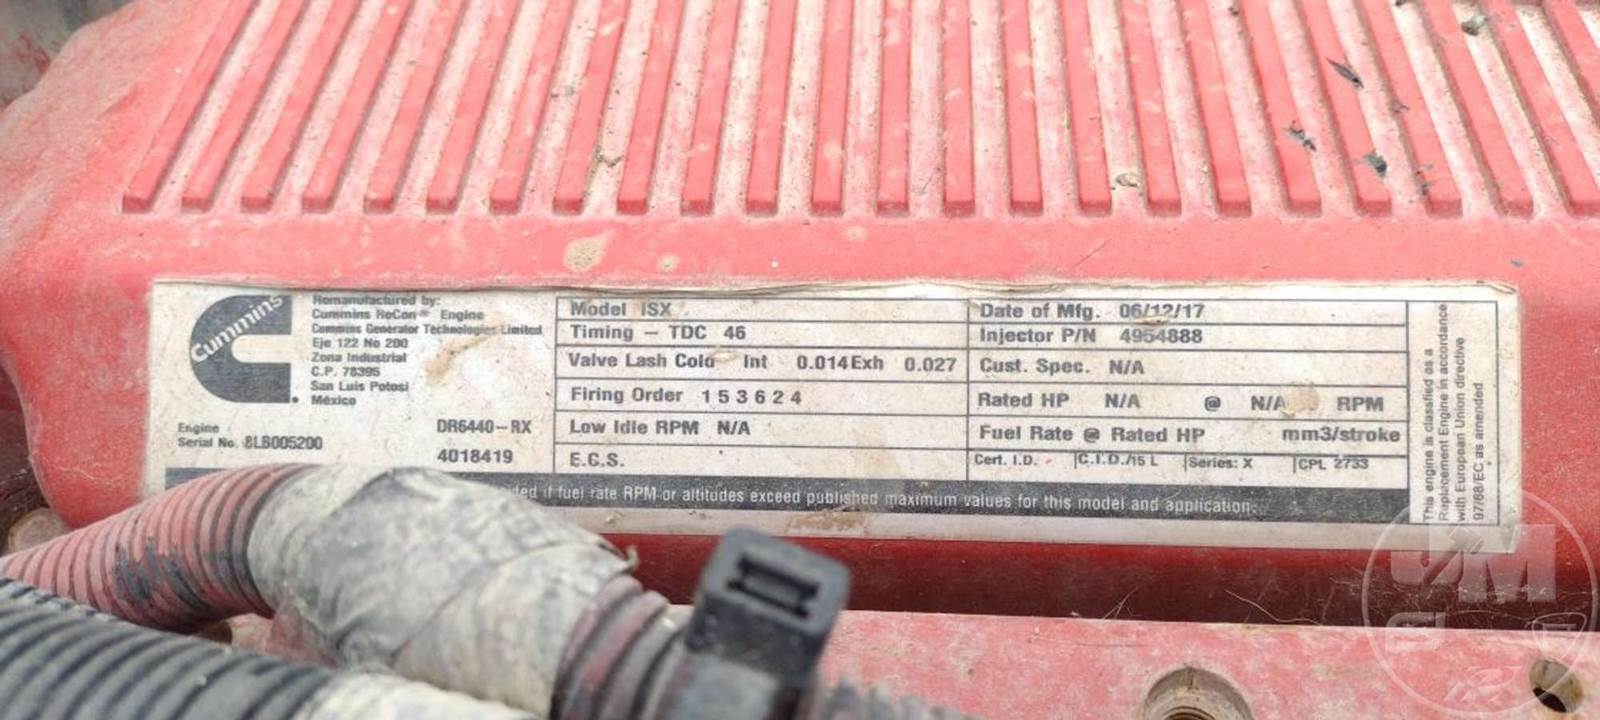 Cummins
Remanufactured by:
Cummins ReCon® Engine
Cummins Generator Technologies Limited
Eje 122 No 200
Zona Industrial
C.P. 78395
San Luis Potosi
México
Engine
Serial No. 8LB005200
DR6440-RX
4018419
Model ISX
Timing - TDC 46
Valve Lash Cold Int 0.014 Exh 0.027
Firing Order 1 5 3 6 2 4
Low Idle RPM N/A
E.C.S.
Date of Mfg. 06/12/17
Injector P/N 4954888
Cust. Spec. N/A
Rated HP N/A @ N/A RPM
Fuel Rate @ Rated HP mm3/stroke
Cert. I.D. - C.I.D./15 L Series: X CPL 2733
if fuel rate RPM or altitudes exceed published maximum values for this model and application.
This engine is classified as a
Replacement Engine in accordance
with European Union directive
97/68/EC as amended
JM